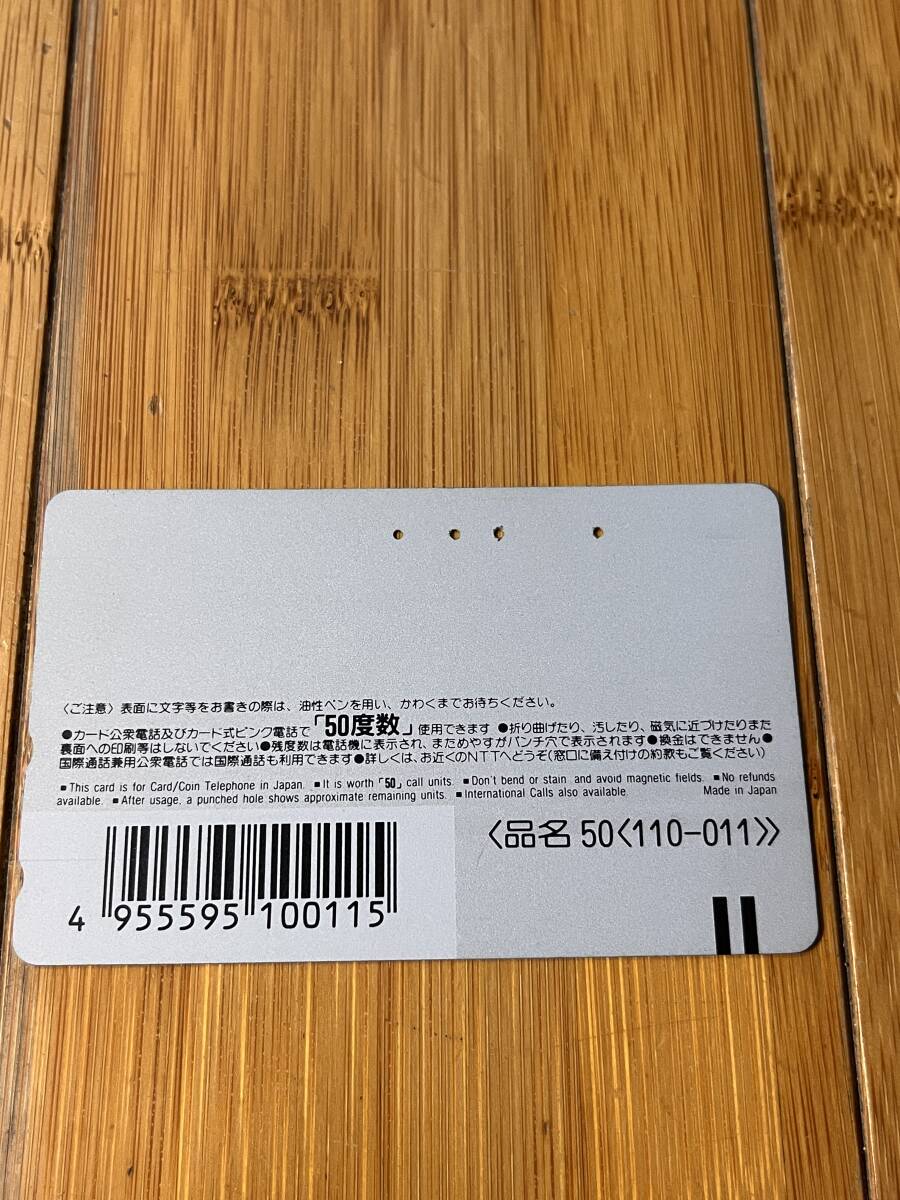 〈ご注意〉表面に文字等をお書きの際は、油性ペンを用い、かわくまでお待ちください。
●カード公衆電話及びカード式ピンク電話で「50度数」使用できます ●折り曲げたり、汚したり、磁気に近づけたりまた
裏面への印刷等はしないでください●残度数は電話機に表示され、まためやすがパンチ穴で表示されます●換金はできません●
国際通話兼用公衆電話では国際通話も利用できます●詳しくは、お近くのNTTへどうぞ(窓口に備え付けの約款もご覧ください)
■This card is for Card/Coin Telephone in Japan. ■It is worth「50」call units. ■Don't bend or stain and avoid magnetic fields. ■No refunds
available. ■After usage, a punched hole shows approximate remaining units. ■International Calls also available. Made in Japan
〈品名 50〈110-011〉〉
4 955595 100115